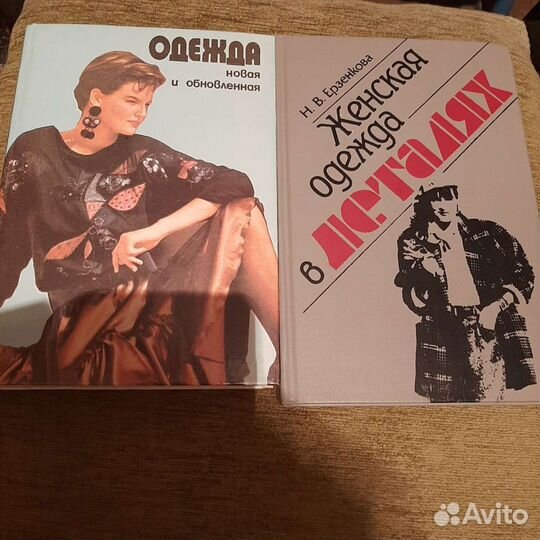 ОДЕЖДА
новая
и обновленная
Н. В. Ерзенкова
Женская
одежда
в ДЕТАЛЯХ
Avito